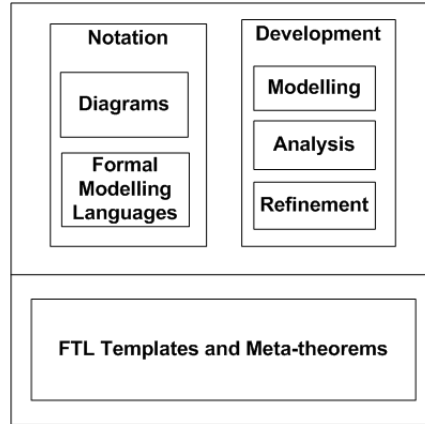 Notation
Diagrams
Formal
Modelling
Languages
Development
Modelling
Analysis
Refinement
FTL Templates and Meta-theorems